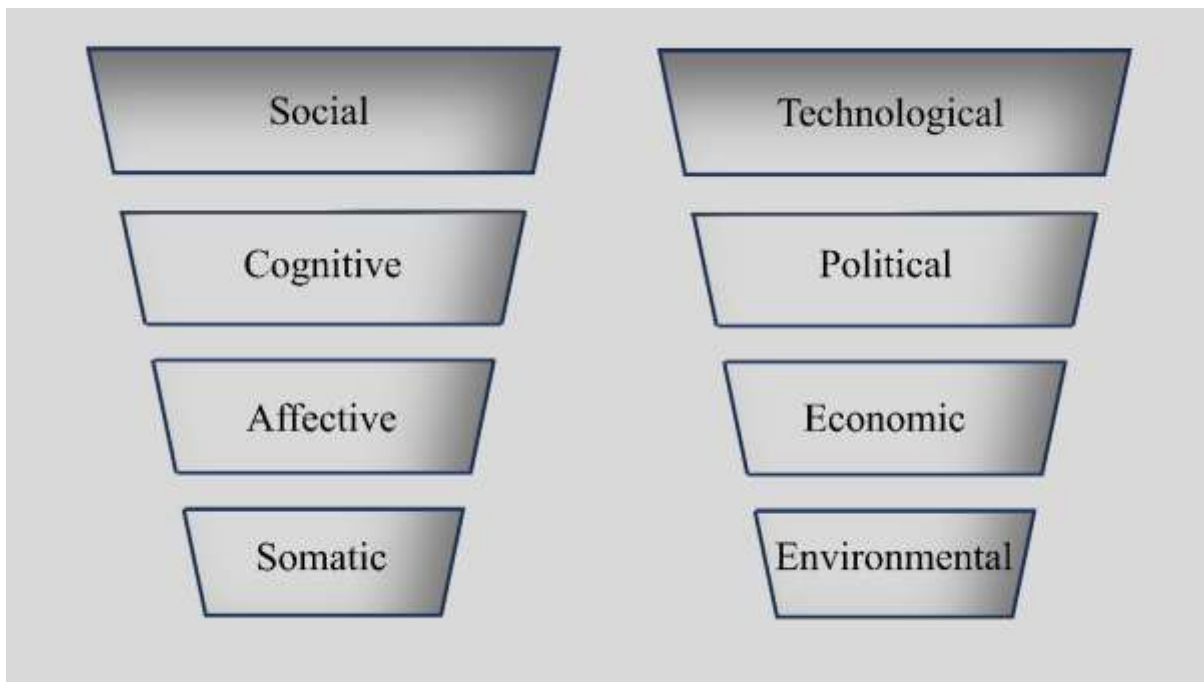 Social
Cognitive
Affective
Somatic
Technological
Political
Economic
Environmental